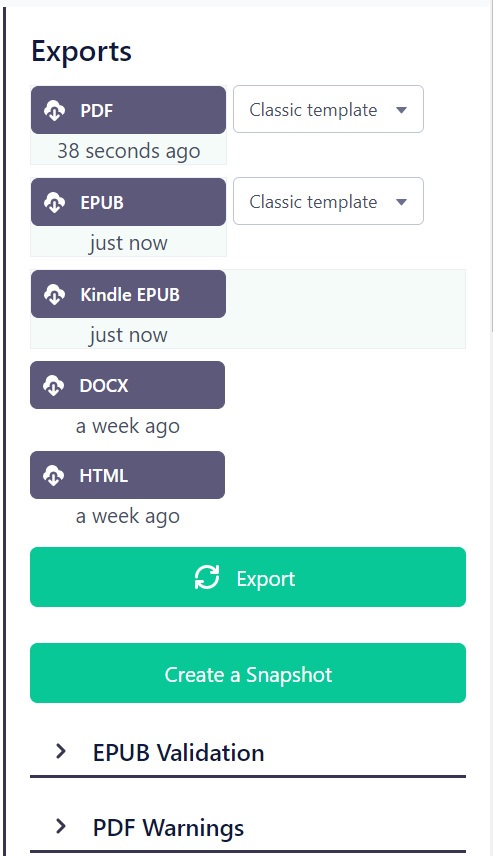 Exports
PDF Classic template
38 seconds ago
EPUB Classic template
just now
Kindle EPUB
just now
DOCX
a week ago
HTML
a week ago
Export
Create a Snapshot
EPUB Validation
PDF Warnings